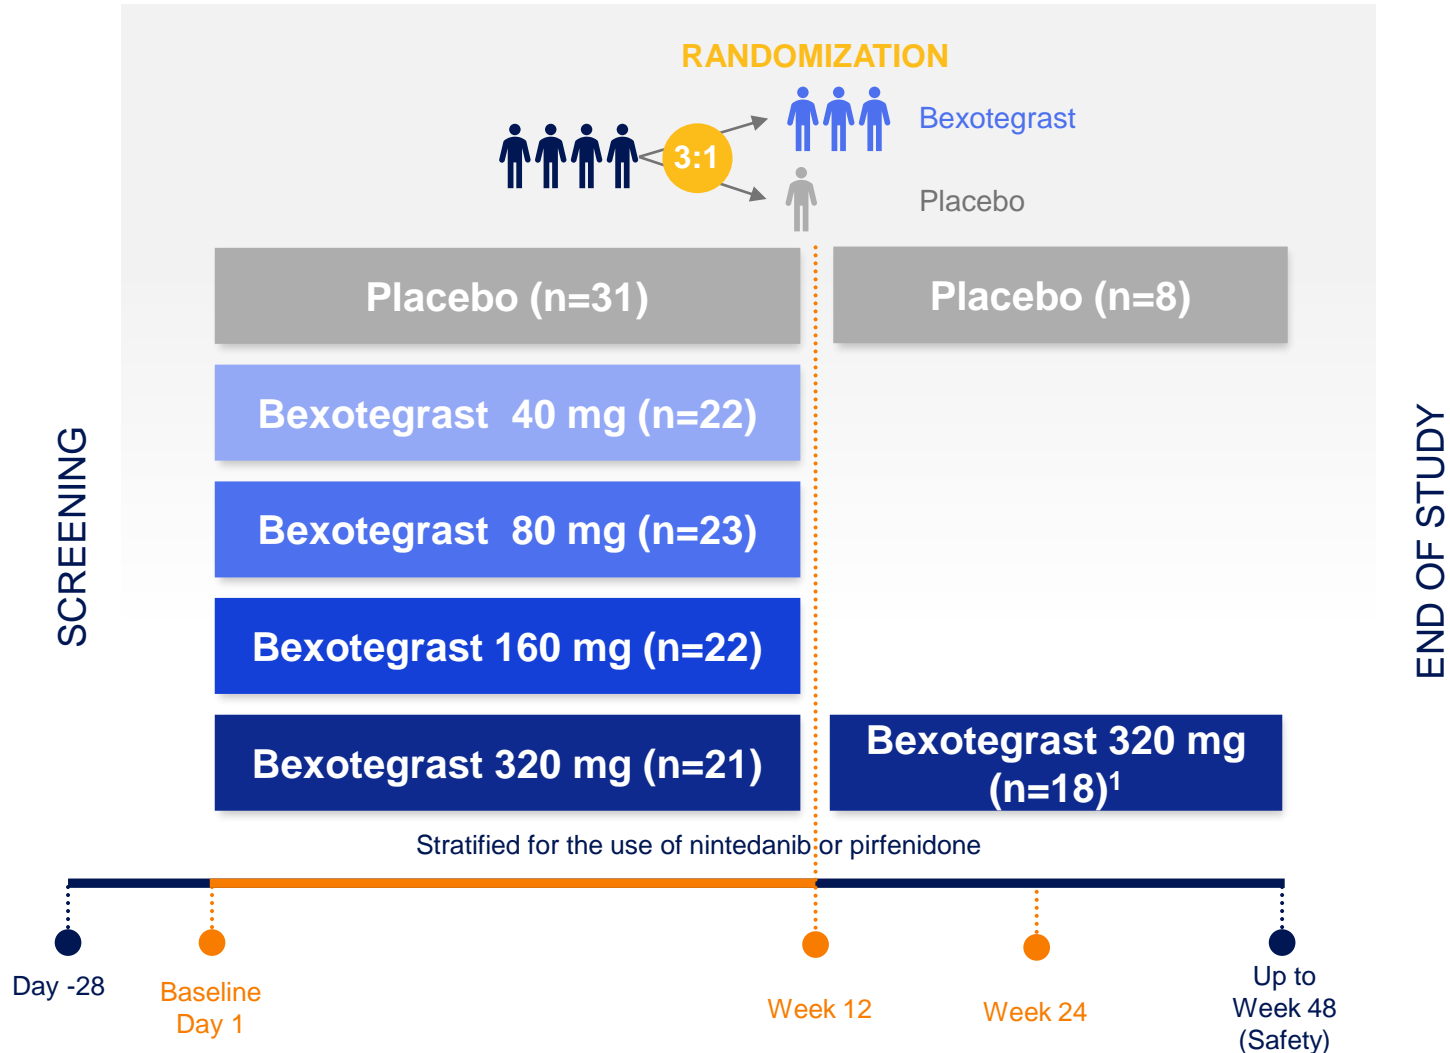 RANDOMIZATION
3:1
Bexotegrast
Placebo
Placebo (n=31)
Placebo (n=8)
Bexotegrast  40 mg (n=22)
Bexotegrast  80 mg (n=23)
Bexotegrast 160 mg (n=22)
Bexotegrast 320 mg (n=21)
Bexotegrast 320 mg
(n=18)¹
SCREENING
END OF STUDY
Stratified for the use of nintedanib or pirfenidone
Day -28
Baseline
Day 1
Week 12
Week 24
Up to
Week 48
(Safety)